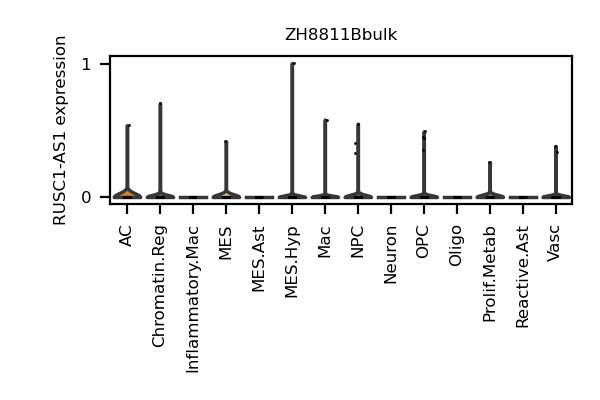 ZH8811Bbulk
RUSC1-AS1 expression
1
0
AC
Chromatin.Reg
Inflammatory.Mac
MES
MES.Ast
MES.Hyp
Mac
NPC
Neuron
OPC
Oligo
Prolif.Metab
Reactive.Ast
Vasc